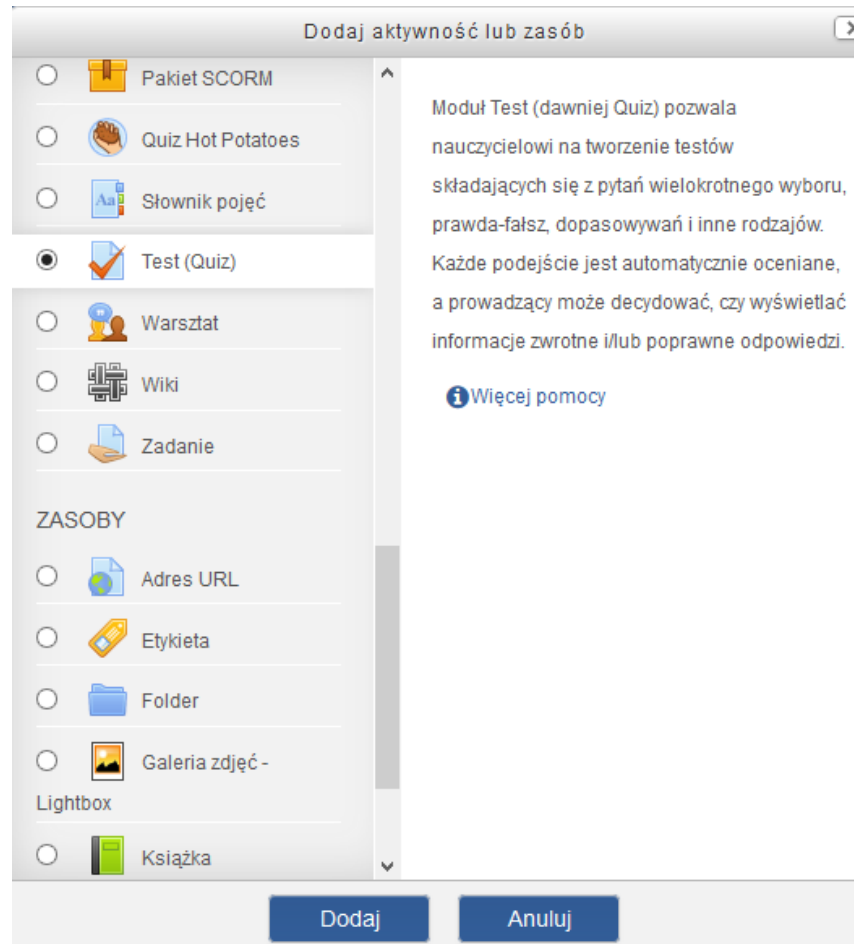 Dodaj aktywność lub zasób
Pakiet SCORM
Quiz Hot Potatoes
Słownik pojęć
Test (Quiz)
Warsztat
Wiki
Zadanie
ZASOBY
Adres URL
Etykieta
Folder
Galeria zdjęć -
Lightbox
Książka
Moduł Test (dawniej Quiz) pozwala
nauczycielowi na tworzenie testów
składających się z pytań wielokrotnego wyboru,
prawda-fałsz, dopasowywań i inne rodzajów.
Każde podejście jest automatycznie oceniane,
a prowadzący może decydować, czy wyświetlać
informacje zwrotne i/lub poprawne odpowiedzi.
Więcej pomocy
Dodaj
Anuluj